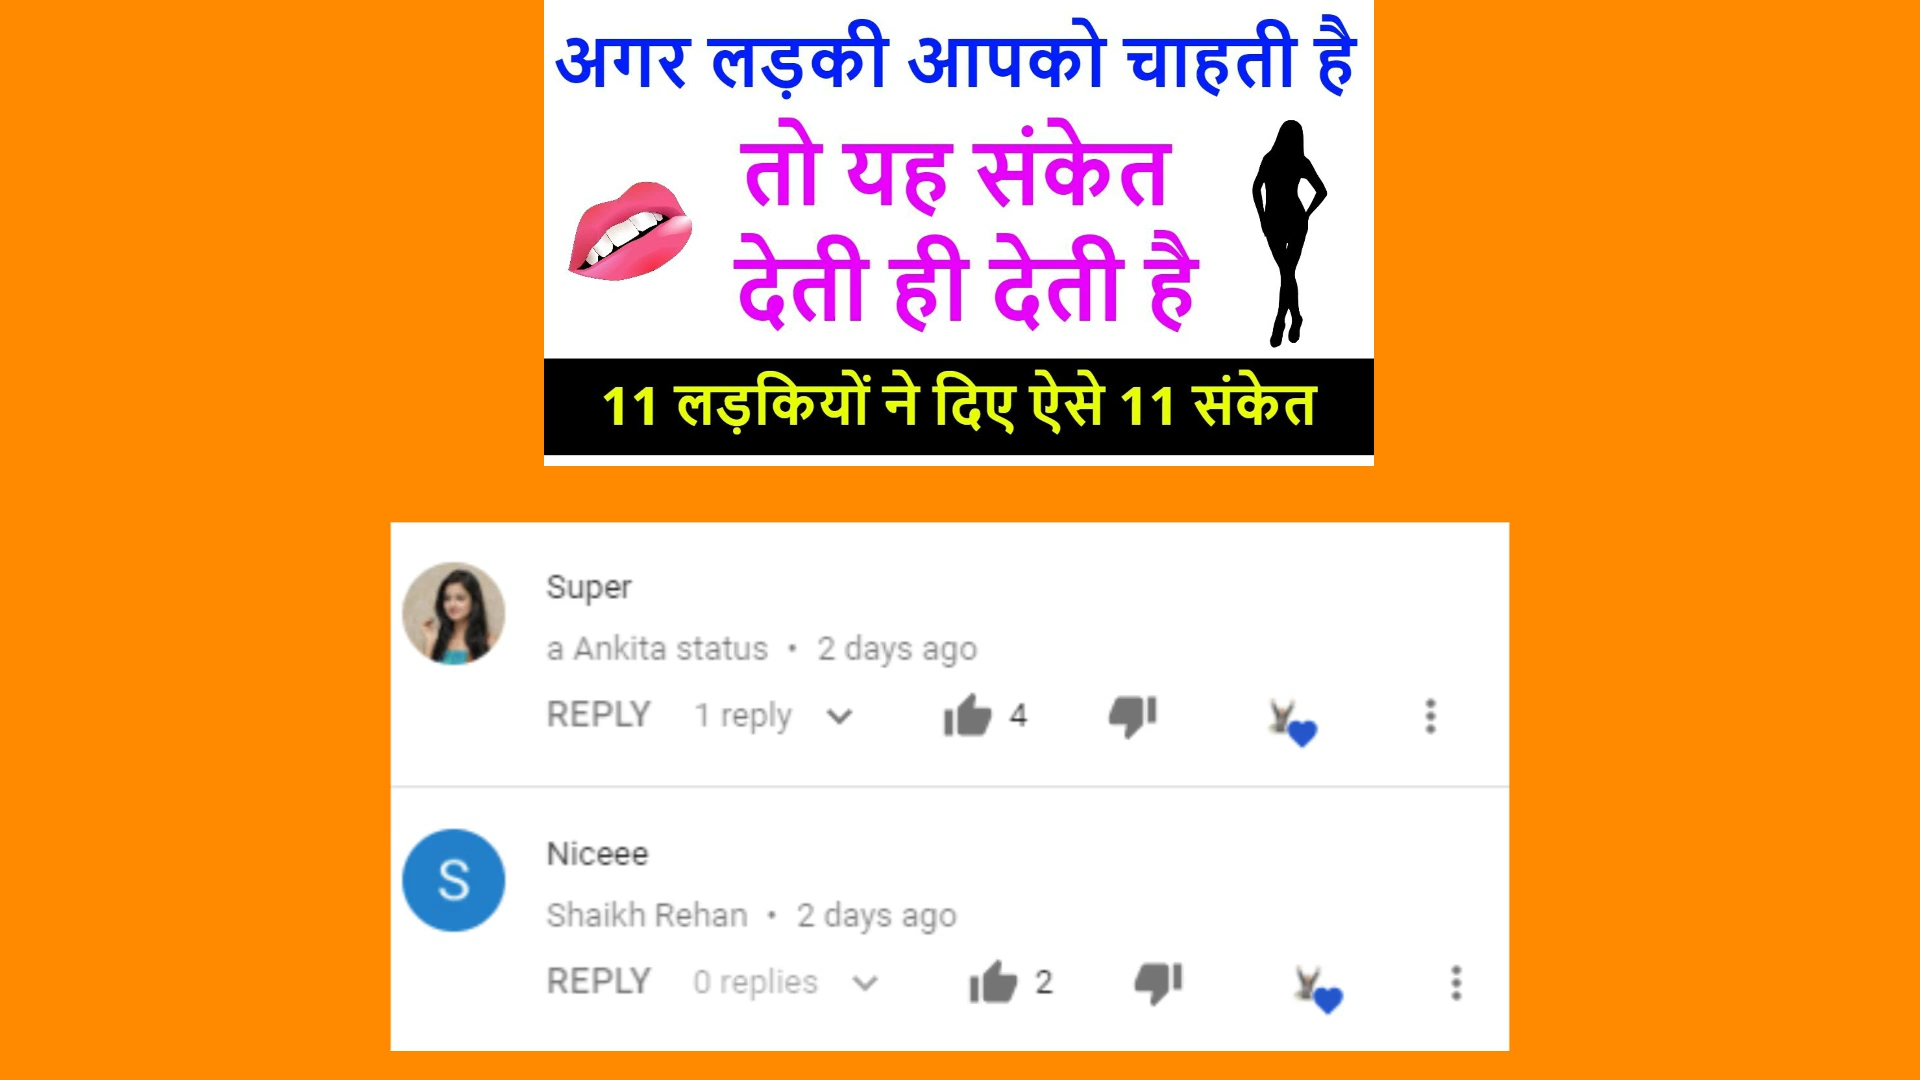 अगर लड़की आपको चाहती है
तो यह संकेत
देती ही देती है
11 लड़कियों ने दिए ऐसे 11 संकेत
Super
a Ankita status • 2 days ago
REPLY 1 reply 4
Niceee
S
Shaikh Rehan • 2 days ago
REPLY 0 replies 2